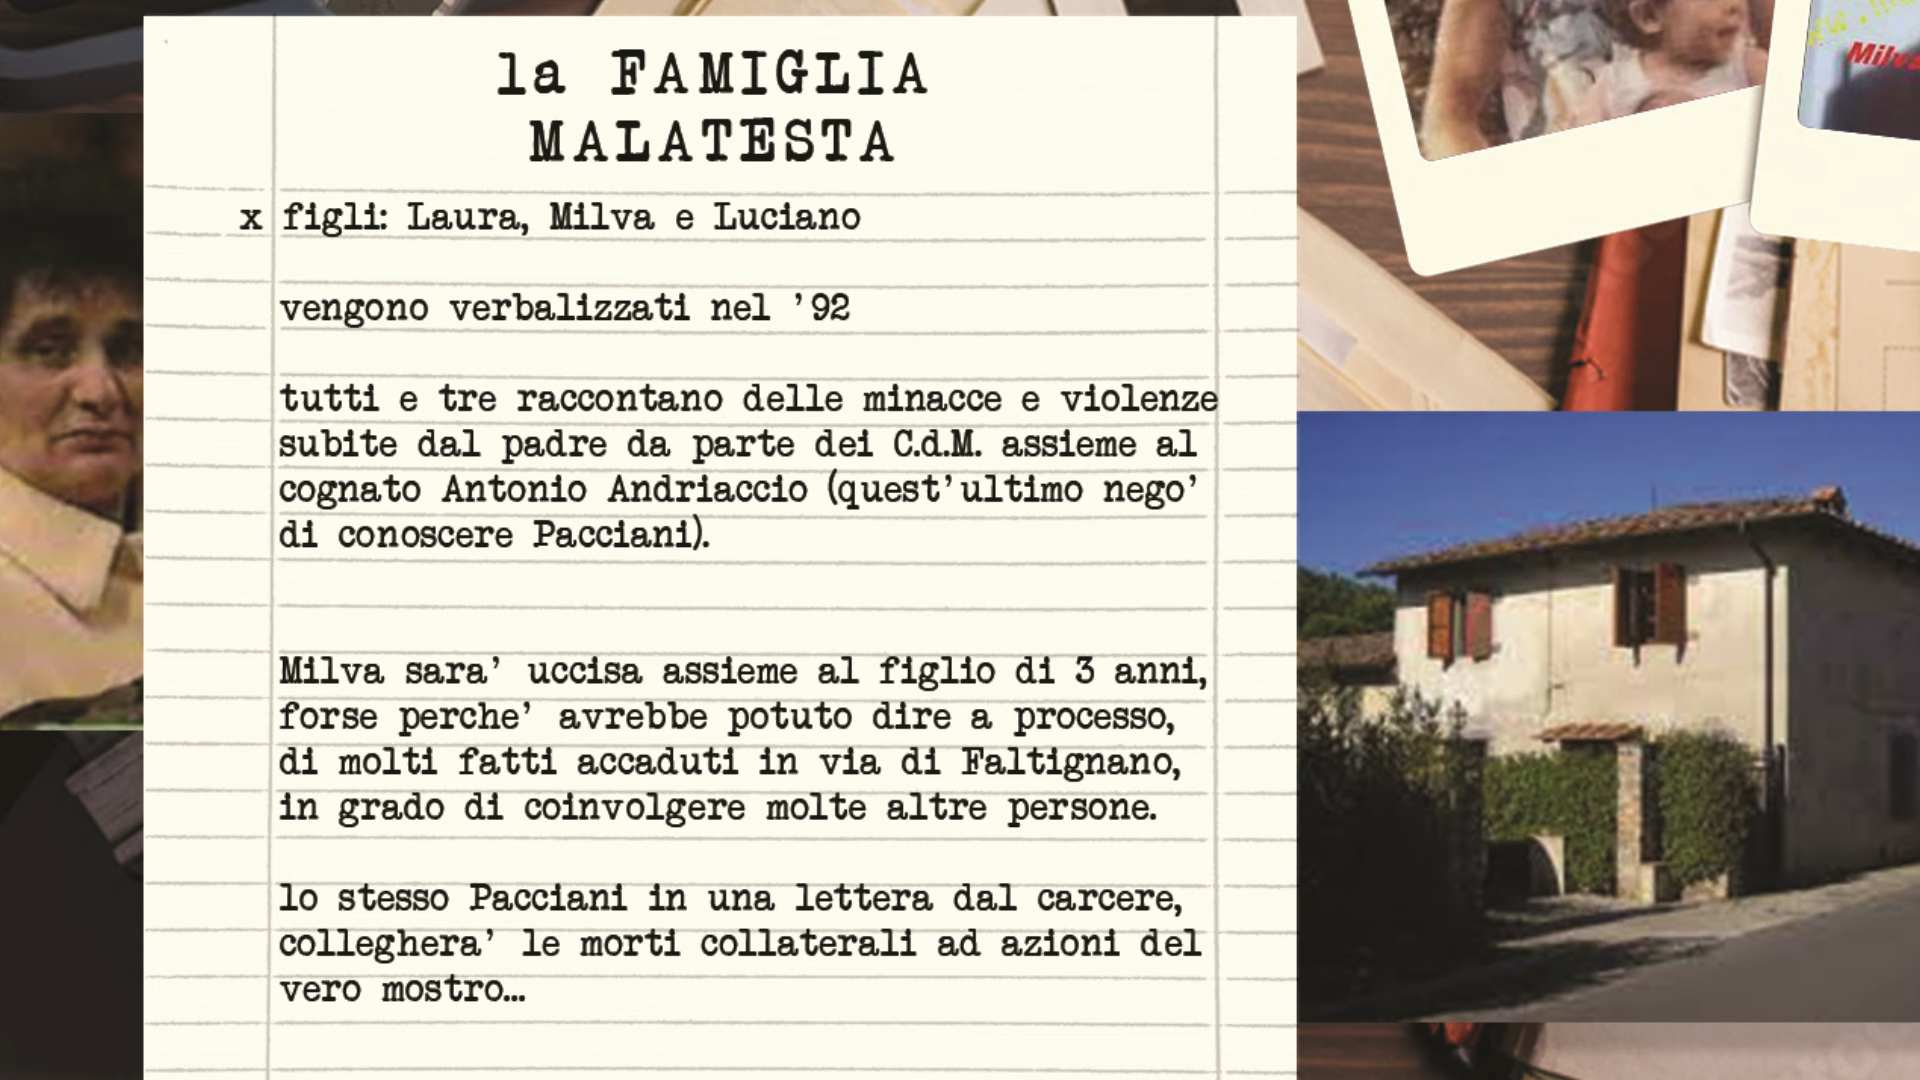 la FAMIGLIA
MALATESTA
x figli: Laura, Milva e Luciano
vengono verbalizzati nel '92
tutti e tre raccontano delle minacce e violenze
subite dal padre da parte dei C.d.M. assieme al
cognato Antonio Andriaccio (quest'ultimo nego'
di conoscere Pacciani).
Milva sara' uccisa assieme al figlio di 3 anni,
forse perche' avrebbe potuto dire a processo,
di molti fatti accaduti in via di Faltignano,
in grado di coinvolgere molte altre persone.
lo stesso Pacciani in una lettera dal carcere,
colleghera' le morti collaterali ad azioni del
vero mostro...